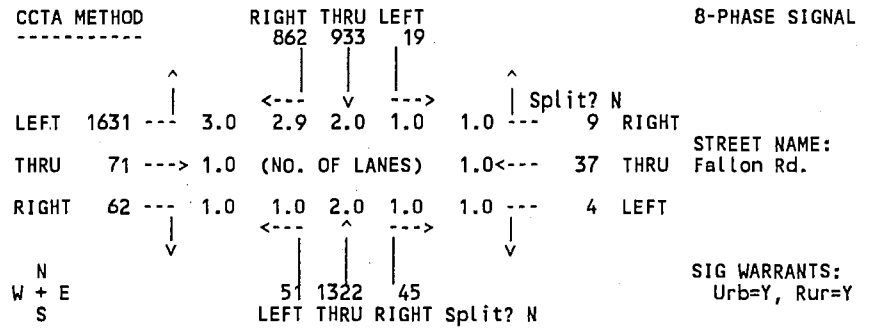 CCTA METHOD RIGHT THRU LEFT 8-PHASE SIGNAL
----------- 862 933 19
^ ^
<--- v ---> Split? N
LEFT 1631 --- 3.0 2.9 2.0 1.0 1.0 --- 9 RIGHT
STREET NAME:
THRU 71 ---> 1.0 (NO. OF LANES) 1.0<--- 37 THRU Fallon Rd.
RIGHT 62 --- 1.0 1.0 2.0 1.0 1.0 --- 4 LEFT
<--- ^ --->
v v
N SIG WARRANTS:
W + E 51 1322 45 Urb=Y, Rur=Y
S LEFT THRU RIGHT Split? N